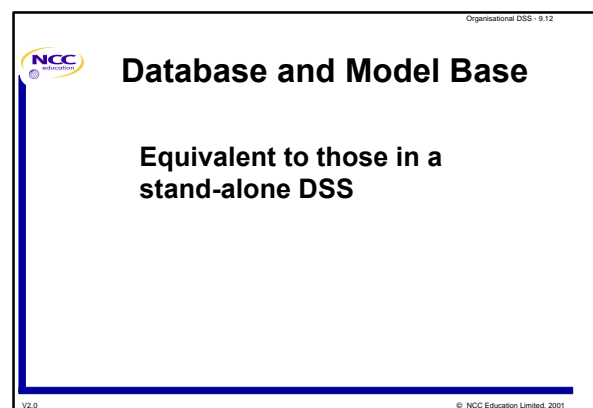 Organisational DSS - 9.12
NCC
education
Database and Model Base
Equivalent to those in a
stand-alone DSS
V2.0
© NCC Education Limited, 2001